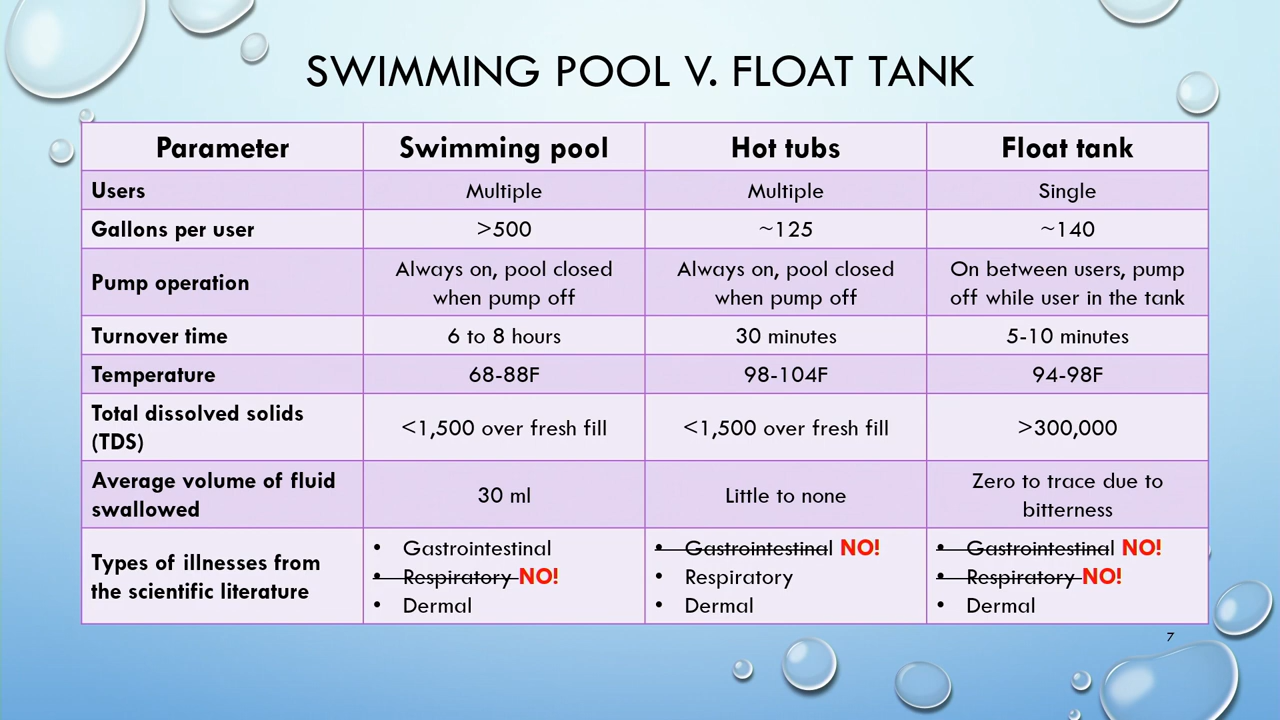 SWIMMING POOL V. FLOAT TANK
Parameter Swimming pool Hot tubs Float tank
Users Multiple Multiple Single
Gallons per user >500 ~125 ~140
Pump operation
Always on, pool closed
when pump off
Always on, pool closed
when pump off
On between users, pump
off while user in the tank
Turnover time 6 to 8 hours 30 minutes 5-10 minutes
Temperature 68-88F 98-104F 94-98F
Total dissolved solids
(TDS)
<1,500 over fresh fill
<1,500 over fresh fill
>300,000
Average volume of fluid
swallowed
30 ml
Little to none
Zero to trace due to
bitterness
Types of illnesses from
the scientific literature
• Gastrointestinal
• Respiratory NO!
• Dermal
• Gastrointestinal NO!
• Respiratory
• Dermal
• Gastrointestinal NO!
• Respiratory NO!
• Dermal
7